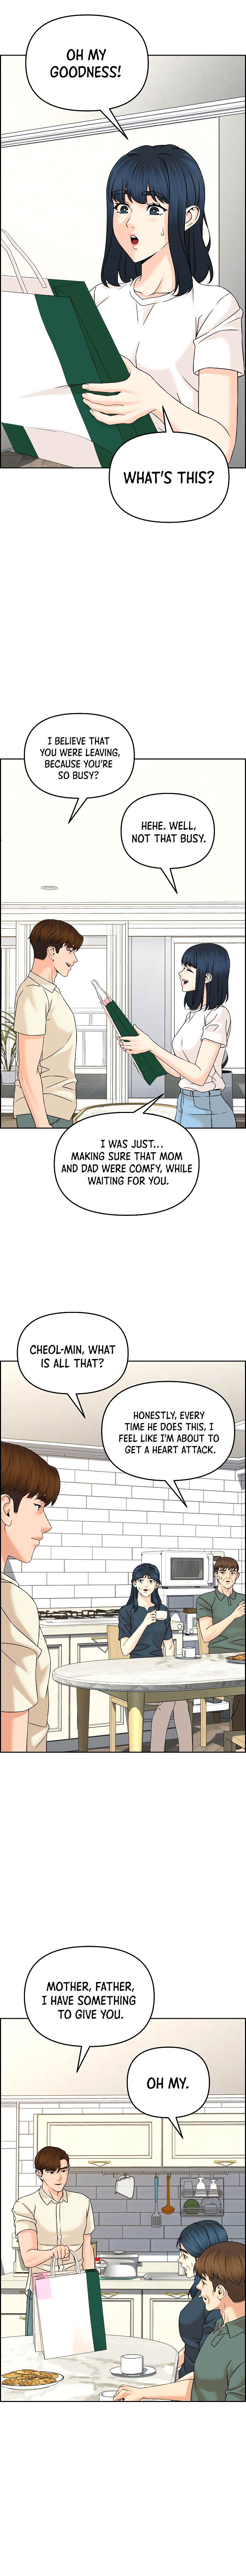 OH MY
GOODNESS!
WHAT'S THIS?
I BELIEVE THAT
YOU WERE LEAVING,
BECAUSE YOU'RE
SO BUSY?
HEHE. WELL,
NOT THAT BUSY.
I WAS JUST...
MAKING SURE THAT MOM
AND DAD WERE COMFY, WHILE
WAITING FOR YOU.
CHEOL-MIN, WHAT
IS ALL THAT?
HONESTLY, EVERY
TIME HE DOES THIS, I
FEEL LIKE I'M ABOUT TO
GET A HEART ATTACK.
MOTHER, FATHER,
I HAVE SOMETHING
TO GIVE YOU.
OH MY.